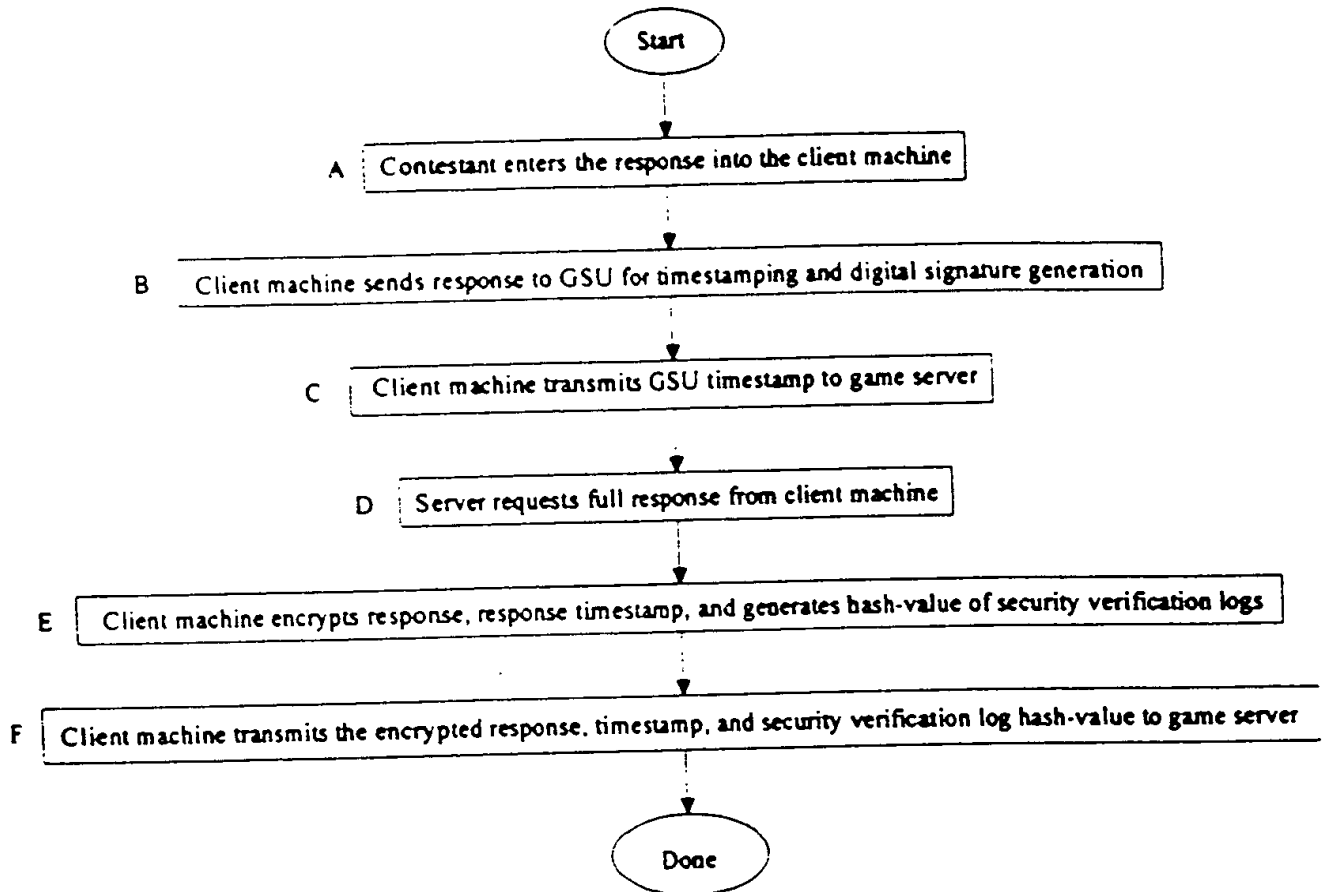 Start
A Contestant enters the response into the client machine
B Client machine sends response to GSU for timestamping and digital signature generation
C Client machine transmits GSU timestamp to game server
D Server requests full response from client machine
E Client machine encrypts response, response timestamp, and generates hash-value of security verification logs
F Client machine transmits the encrypted response, timestamp, and security verification log hash-value to game server
Done